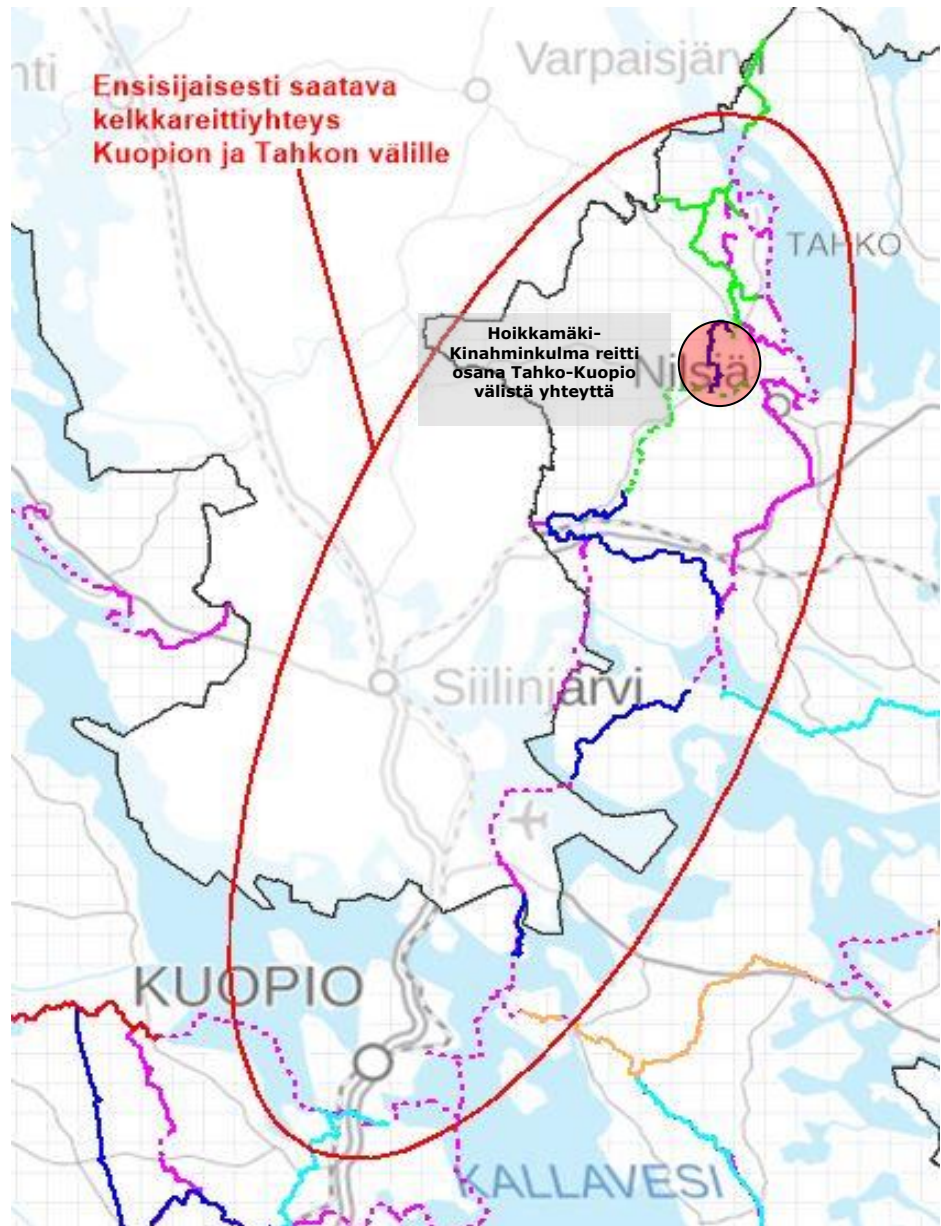 nti
Varpaisjärvi
Ensisijaisesti saatava
kelkkareittiyhteys
Kuopion ja Tahkon välille
TAHKO
Hoikkamäki-
Kinahminkulma reitti
osana Tahko-Kuopio
välistä yhteyttä
Nilsiä
Siilinjärvi
KUOPIO
KALLAVESI